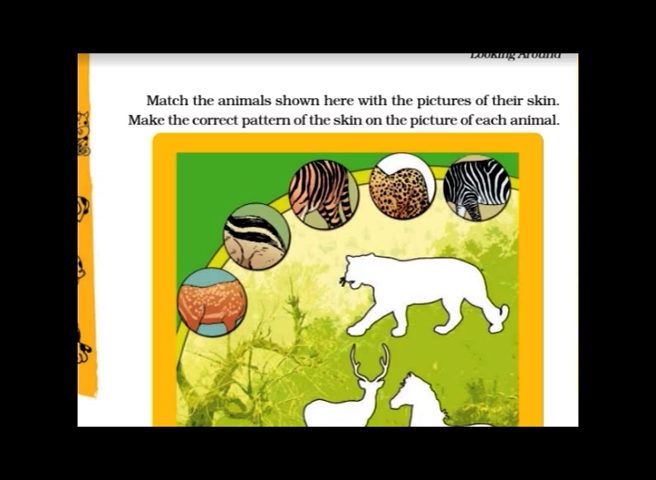 Looking Around
Match the animals shown here with the pictures of their skin.
Make the correct pattern of the skin on the picture of each animal.